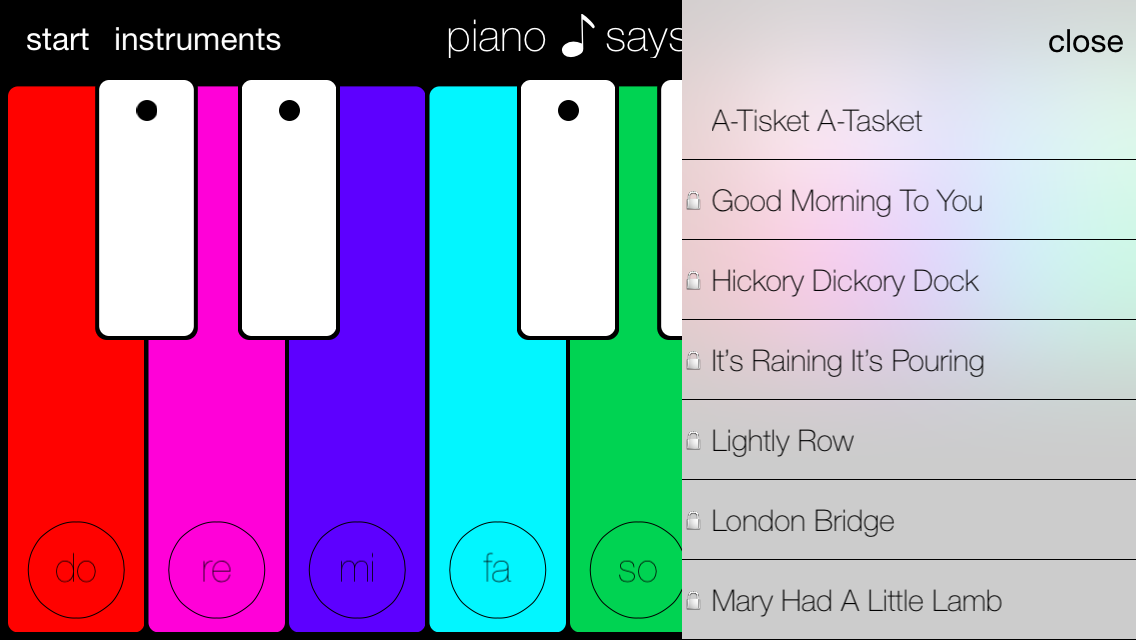 start instruments piano says
close
A-Tisket A-Tasket
Good Morning To You
Hickory Dickory Dock
It's Raining It's Pouring
Lightly Row
London Bridge
Mary Had A Little Lamb
do re mi fa so